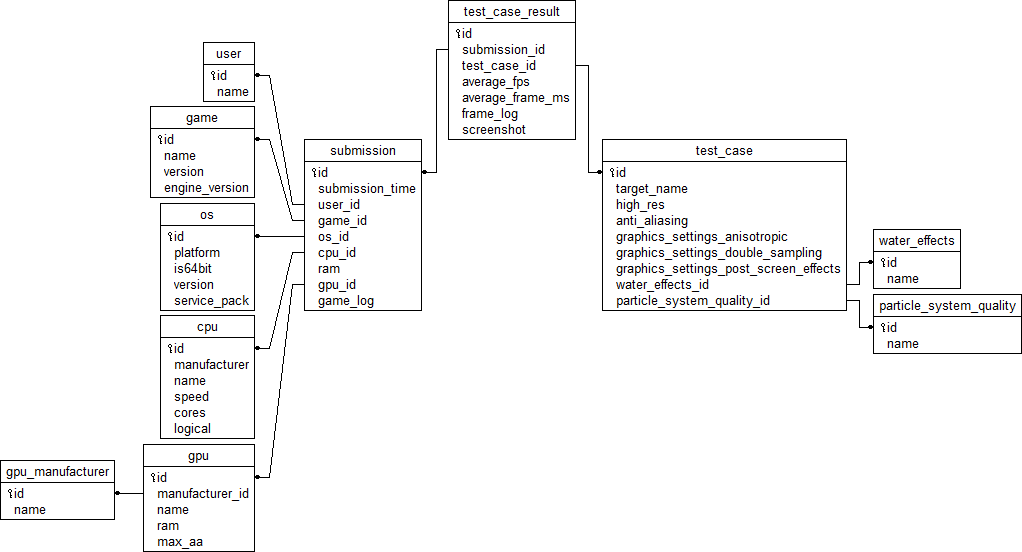 test_case_result
id
submission_id
test_case_id
average_fps
average_frame_ms
frame_log
screenshot
user
id
name
game
id
name
version
engine_version
submission
id
submission_time
user_id
game_id
os_id
cpu_id
ram
gpu_id
game_log
test_case
id
target_name
high_res
anti_aliasing
graphics_settings_anisotropic
graphics_settings_double_sampling
graphics_settings_post_screen_effects
water_effects_id
particle_system_quality_id
os
id
platform
is64bit
version
service_pack
water_effects
id
name
particle_system_quality
id
name
cpu
id
manufacturer
name
speed
cores
logical
gpu
id
manufacturer_id
name
ram
max_aa
gpu_manufacturer
id
name